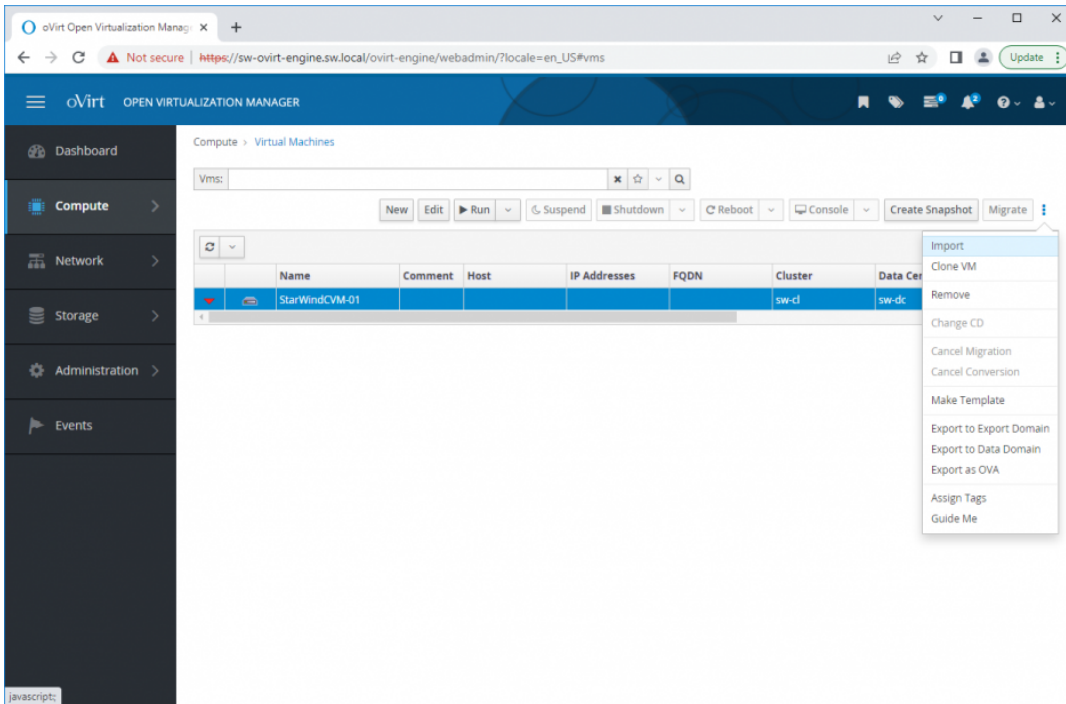 oVirt Open Virtualization Manag
Not secure https://sw-ovirt-engine.sw.local/ovirt-engine/webadmin/?locale=en_US#vms Update
oVirt OPEN VIRTUALIZATION MANAGER 0 2
Dashboard
Compute
Network
Storage
Administration
Events
Compute > Virtual Machines
Vms:
New Edit Run Suspend Shutdown Reboot Console Create Snapshot Migrate
Name Comment Host IP Addresses FQDN Cluster Data Cen
StarWindCVM-01 sw-cl sw-dc
Import
Clone VM
Remove
Change CD
Cancel Migration
Cancel Conversion
Make Template
Export to Export Domain
Export to Data Domain
Export as OVA
Assign Tags
Guide Me
javascript:;